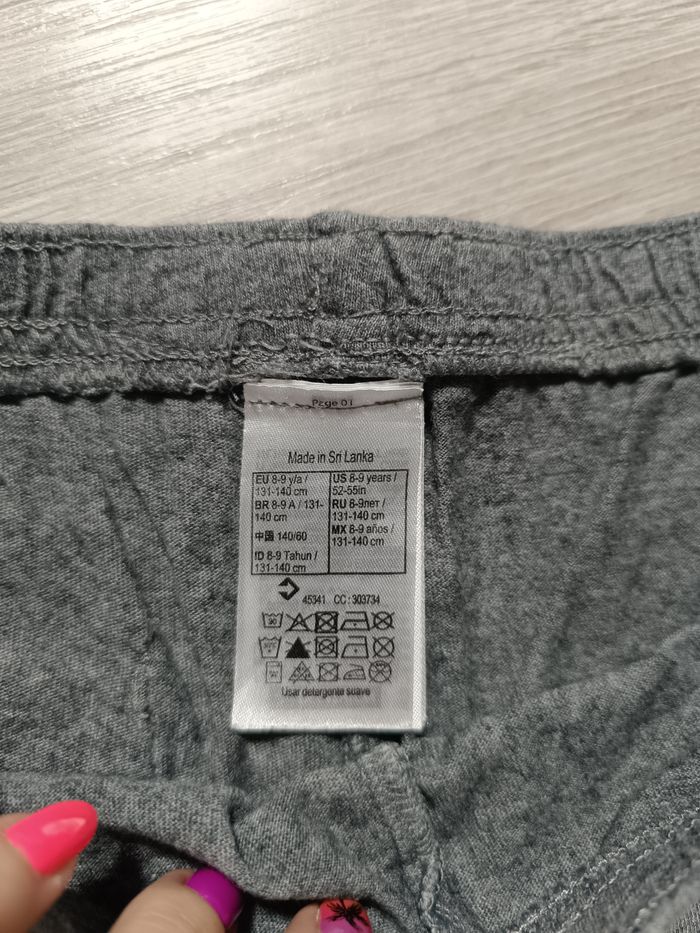 Page 01
Made in Sri Lanka
EU 8-9 y/a /
131-140 cm
BR 8-9 A / 131-
140 cm
中国 140/60
ID 8-9 Tahun /
131-140 cm
US 8-9 years /
52-55in
RU 8-9лет /
131-140 cm
MX 8-9 años /
131-140 cm
45341 CC : 303734
Usar detergente suave